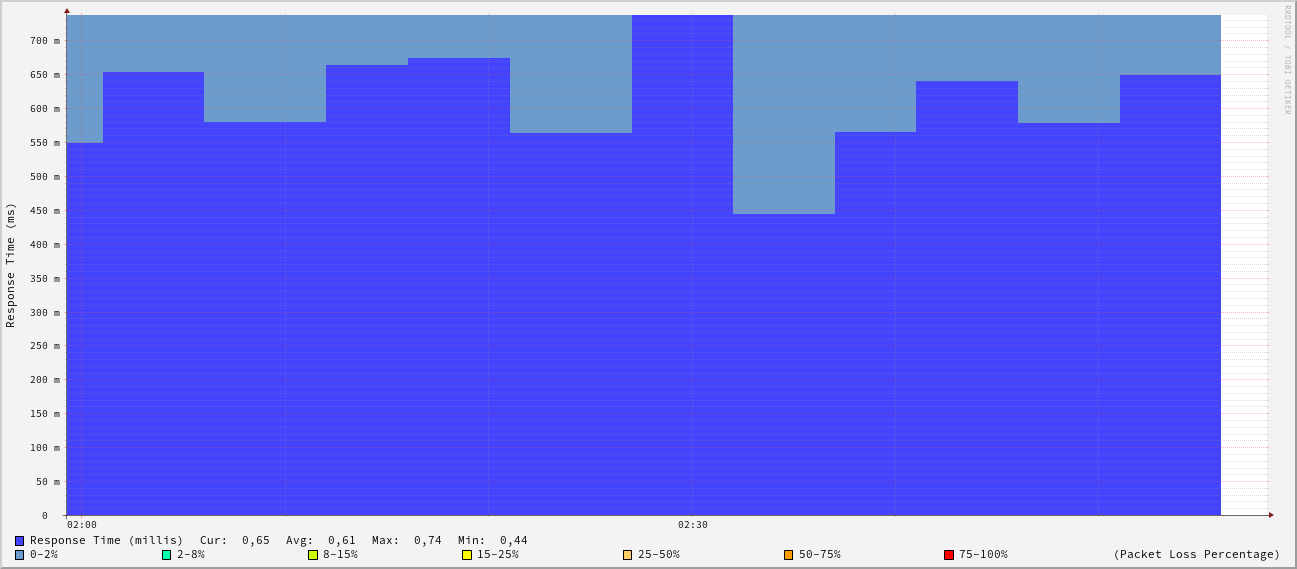 RRDTOOL / TOBI OETIKER
Response Time (ms)
700 m
650 m
600 m
550 m
500 m
450 m
400 m
350 m
300 m
250 m
200 m
150 m
100 m
50 m
0
02:00 02:30
Response Time (millis) Cur: 0,65 Avg: 0,61 Max: 0,74 Min: 0,44
0-2% 2-8% 8-15% 15-25% 25-50% 50-75% 75-100% (Packet Loss Percentage)